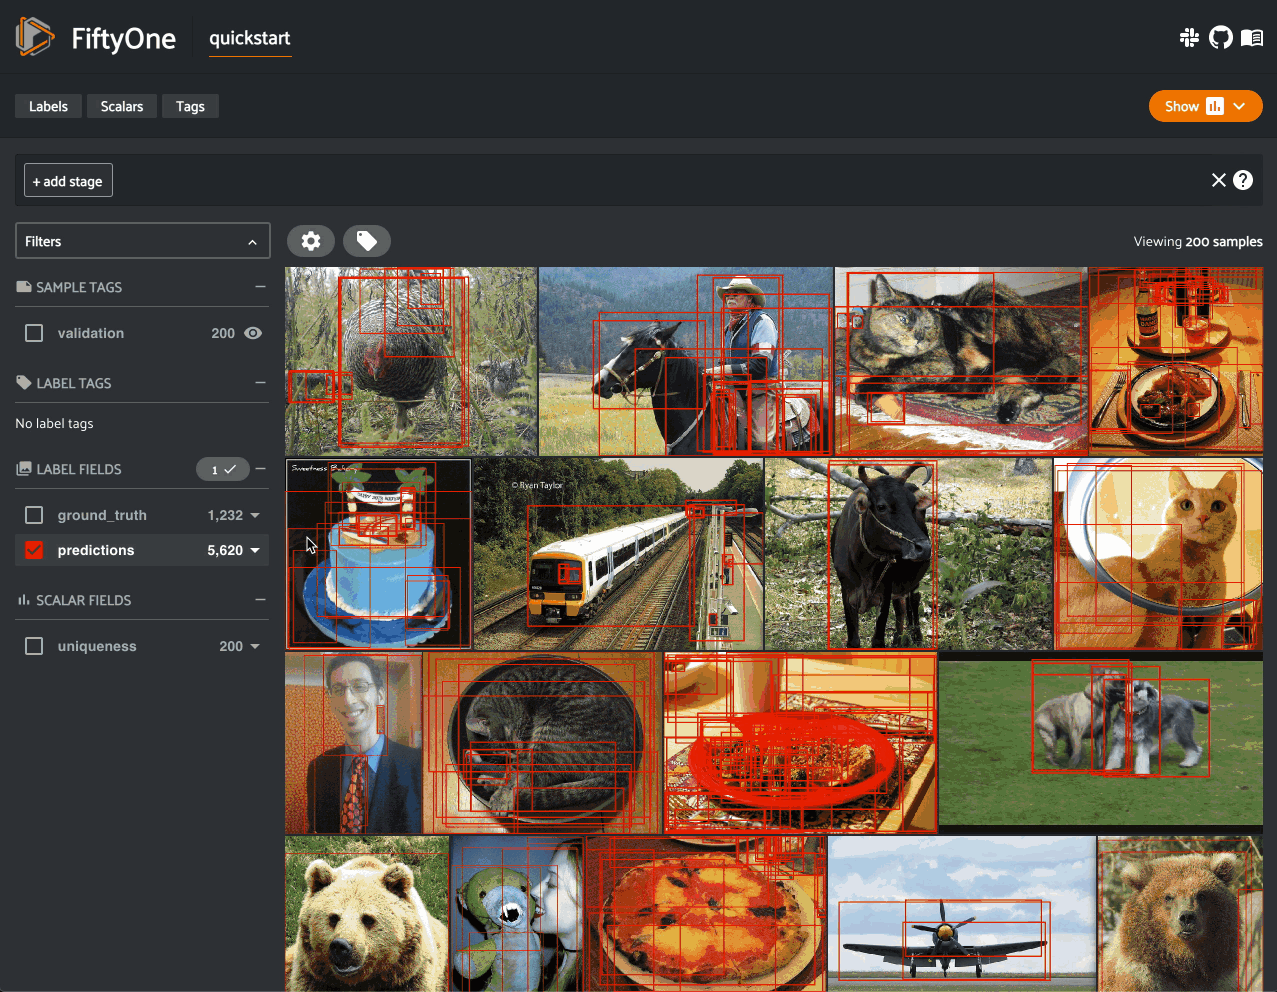 FiftyOne
quickstart
Labels
Scalars
Tags
Show
+ add stage
Filters
Viewing 200 samples
SAMPLE TAGS
validation 200
LABEL TAGS
No label tags
LABEL FIELDS 1
ground_truth 1,232
predictions 5,620
SCALAR FIELDS
uniqueness 200
© Ryan Taylor